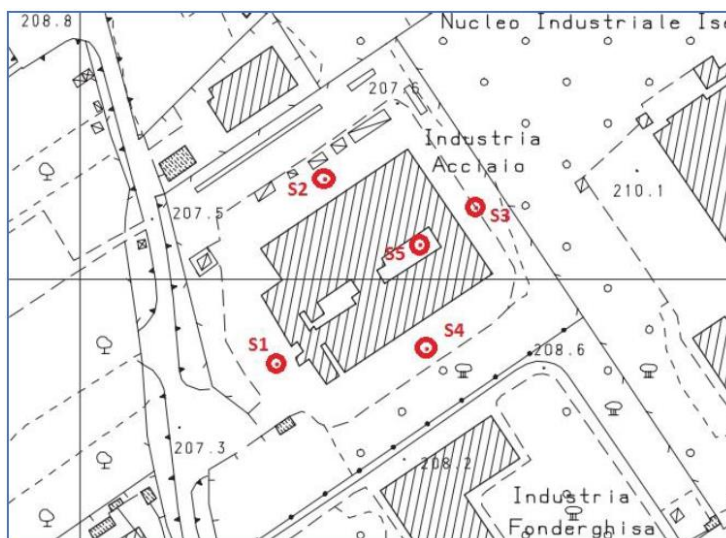 208.8
Nucleo Industriale Iso
207.6
Industria
Acciaio
S2
207.5
S3
210.1
S5
S4
S1
208.6
207.3
208.2
Industria
Fonderghisa